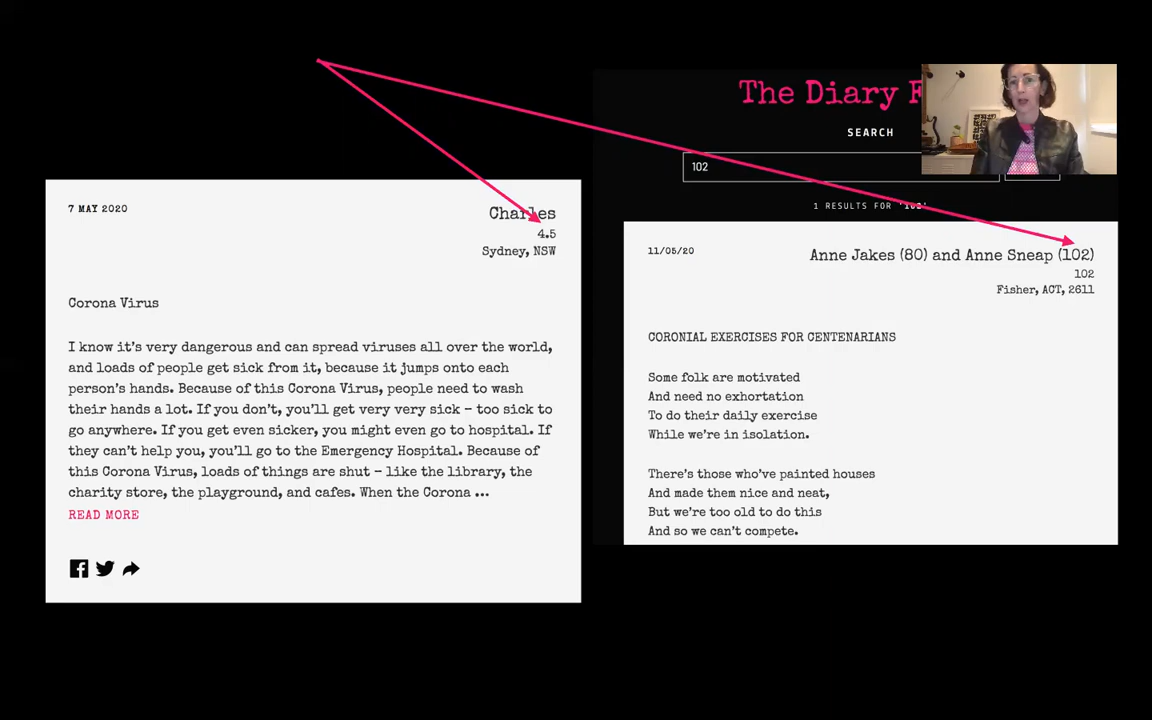 7 MAY 2020
Charles
4.5
Sydney, NSW
Corona Virus
I know it's very dangerous and can spread viruses all over the world,
and loads of people get sick from it, because it jumps onto each
person's hands. Because of this Corona Virus, people need to wash
their hands a lot. If you don't, you'll get very very sick – too sick to
go anywhere. If you get even sicker, you might even go to hospital. If
they can't help you, you'll go to the Emergency Hospital. Because of
this Corona Virus, loads of things are shut – like the library, the
charity store, the playground, and cafes. When the Corona ...
READ MORE
The Diary
SEARCH
102
1 RESULTS FOR '102'
11/05/20
Anne Jakes (80) and Anne Sneap (102)
102
Fisher, ACT, 2611
CORONIAL EXERCISES FOR CENTENARIANS
Some folk are motivated
And need no exhortation
To do their daily exercise
While we're in isolation.
There's those who've painted houses
And made them nice and neat,
But we're too old to do this
And so we can't compete.